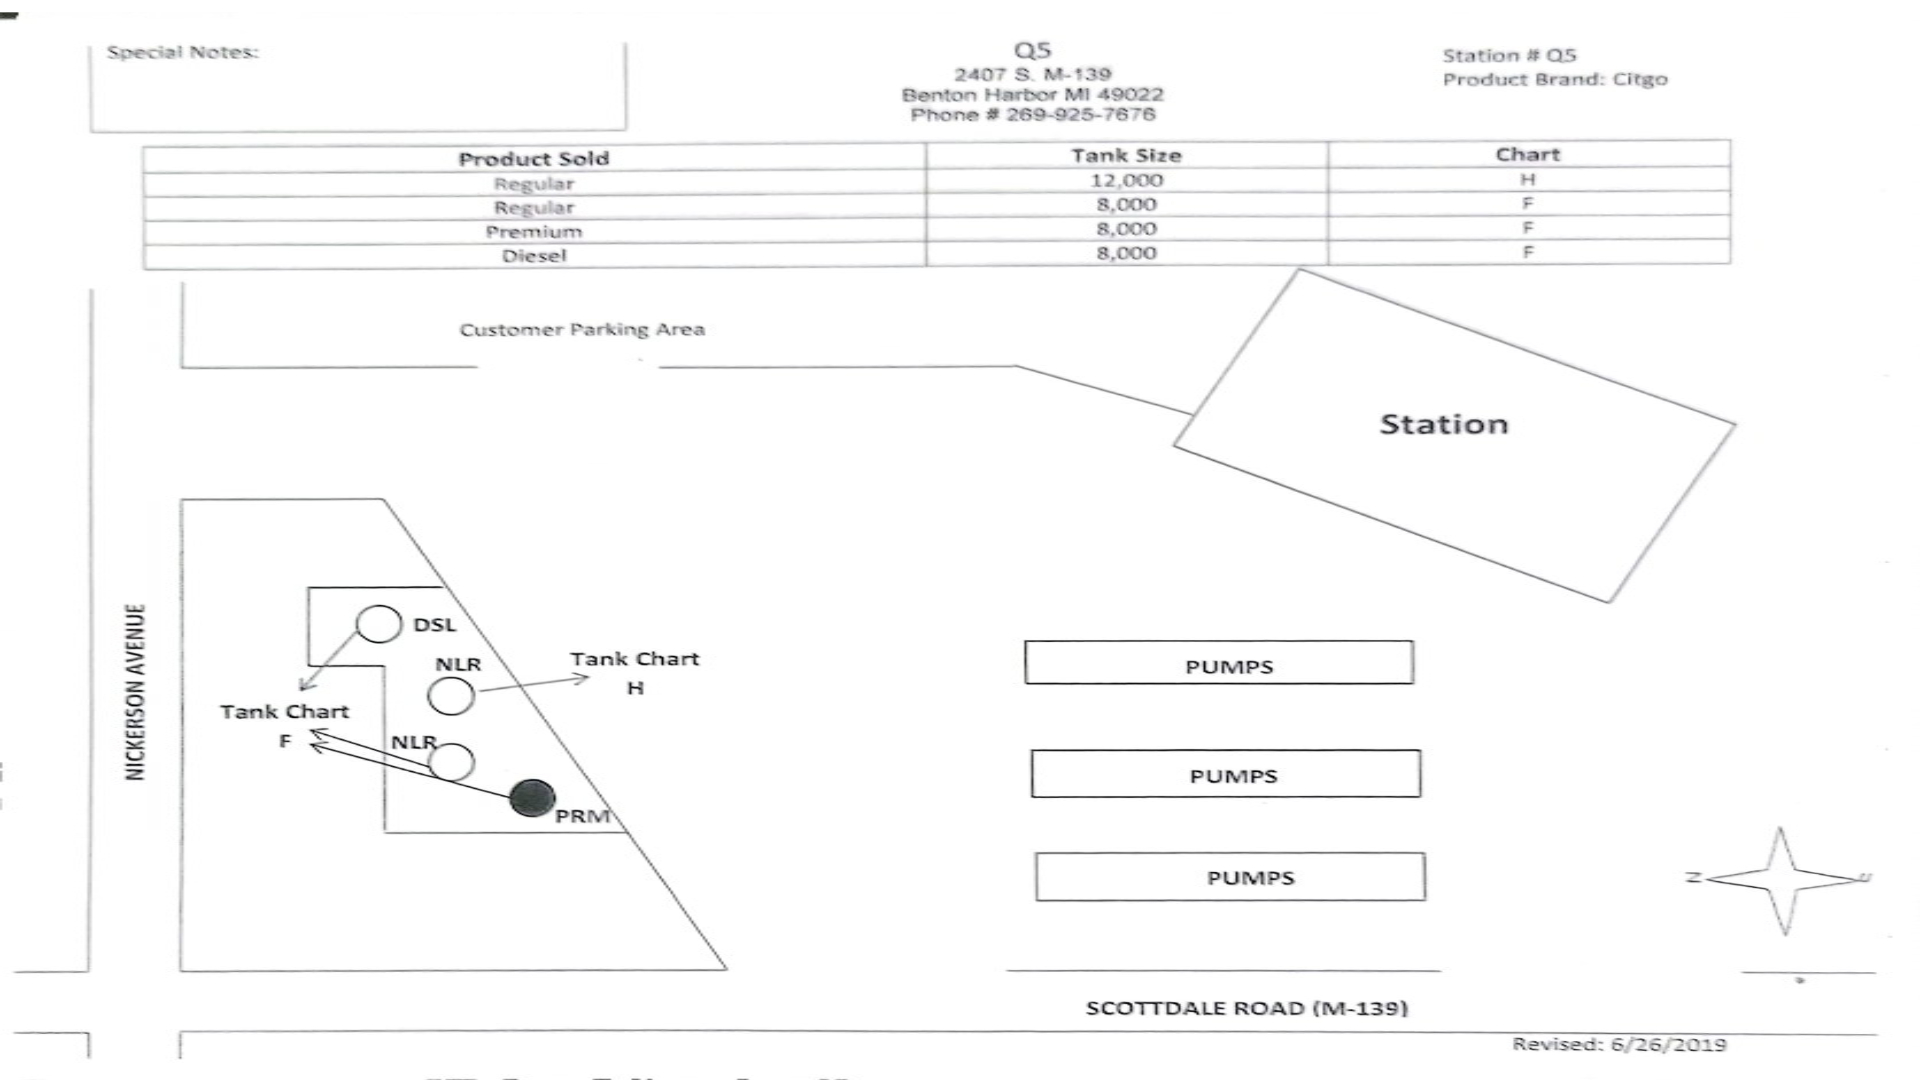 Special Notes:
Q5
2407 S. M-139
Benton Harbor MI 49022
Phone # 269-925-7676
Station # Q5
Product Brand: Citgo
Product Sold Tank Size Chart
Regular 12,000 H
Regular 8,000 F
Premium 8,000 F
Diesel 8,000 F
Customer Parking Area
Station
NICKERSON AVENUE
DSL
NLR
Tank Chart
H
Tank Chart
F
NLR
PRM
PUMPS
PUMPS
PUMPS
N
SCOTTDALE ROAD (M-139)
Revised: 6/26/2019